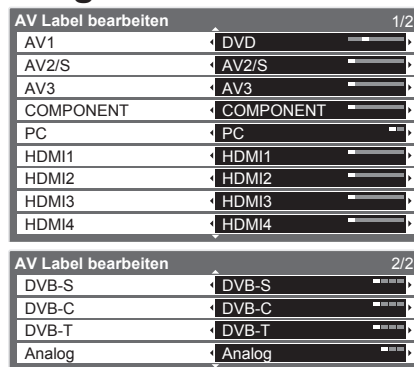 AV Label bearbeiten 1/2
AV1 DVD
AV2/S AV2/S
AV3 AV3
COMPONENT COMPONENT
PC PC
HDMI1 HDMI1
HDMI2 HDMI2
HDMI3 HDMI3
HDMI4 HDMI4
AV Label bearbeiten 2/2
DVB-S DVB-S
DVB-C DVB-C
DVB-T DVB-T
Analog Analog